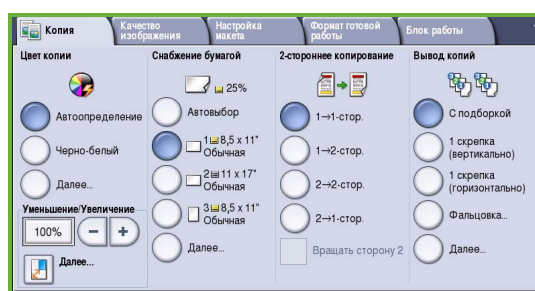 Копия
Качество
изображения
Настройка
макета
Формат готовой
работы
Блок работы
Цвет копии
Автоопределение
Черно-белый
Далее...
Уменьшение/Увеличение
100%
- +
Далее...
Снабжение бумагой
25%
Автовыбор
1 8,5 x 11"
Обычная
2 11 x 17"
Обычная
3 8,5 x 11"
Обычная
Далее...
2-стороннее копирование
1→1-стор.
1→2-стор.
2→2-стор.
2→1-стор.
Вращать сторону 2
Вывод копий
С подборкой
1 скрепка
(вертикально)
1 скрепка
(горизонтально)
Фальцовка...
Далее...